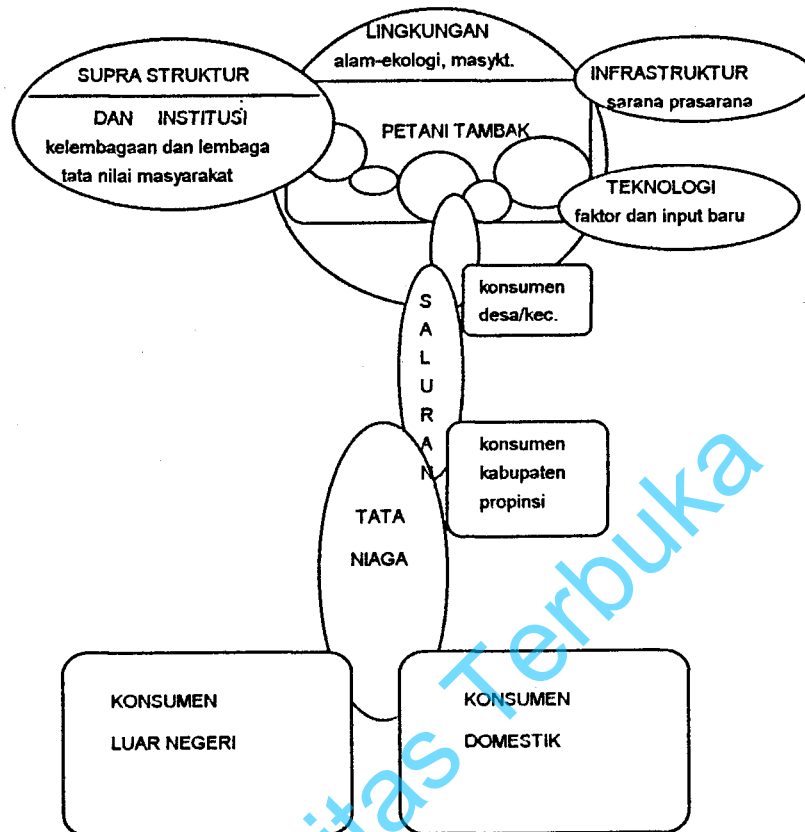 LINGKUNGAN
alam-ekologi, masykt.
SUPRA STRUKTUR
DAN INSTITUSI
kelembagaan dan lembaga
tata nilai masyarakat
INFRASTRUKTUR
sarana prasarana
PETANI TAMBAK
TEKNOLOGI
faktor dan input baru
konsumen
desa/kec.
SALURAN
konsumen
kabupaten
propinsi
TATA
NIAGA
KONSUMEN
LUAR NEGERI
KONSUMEN
DOMESTIK
itas Terbuka